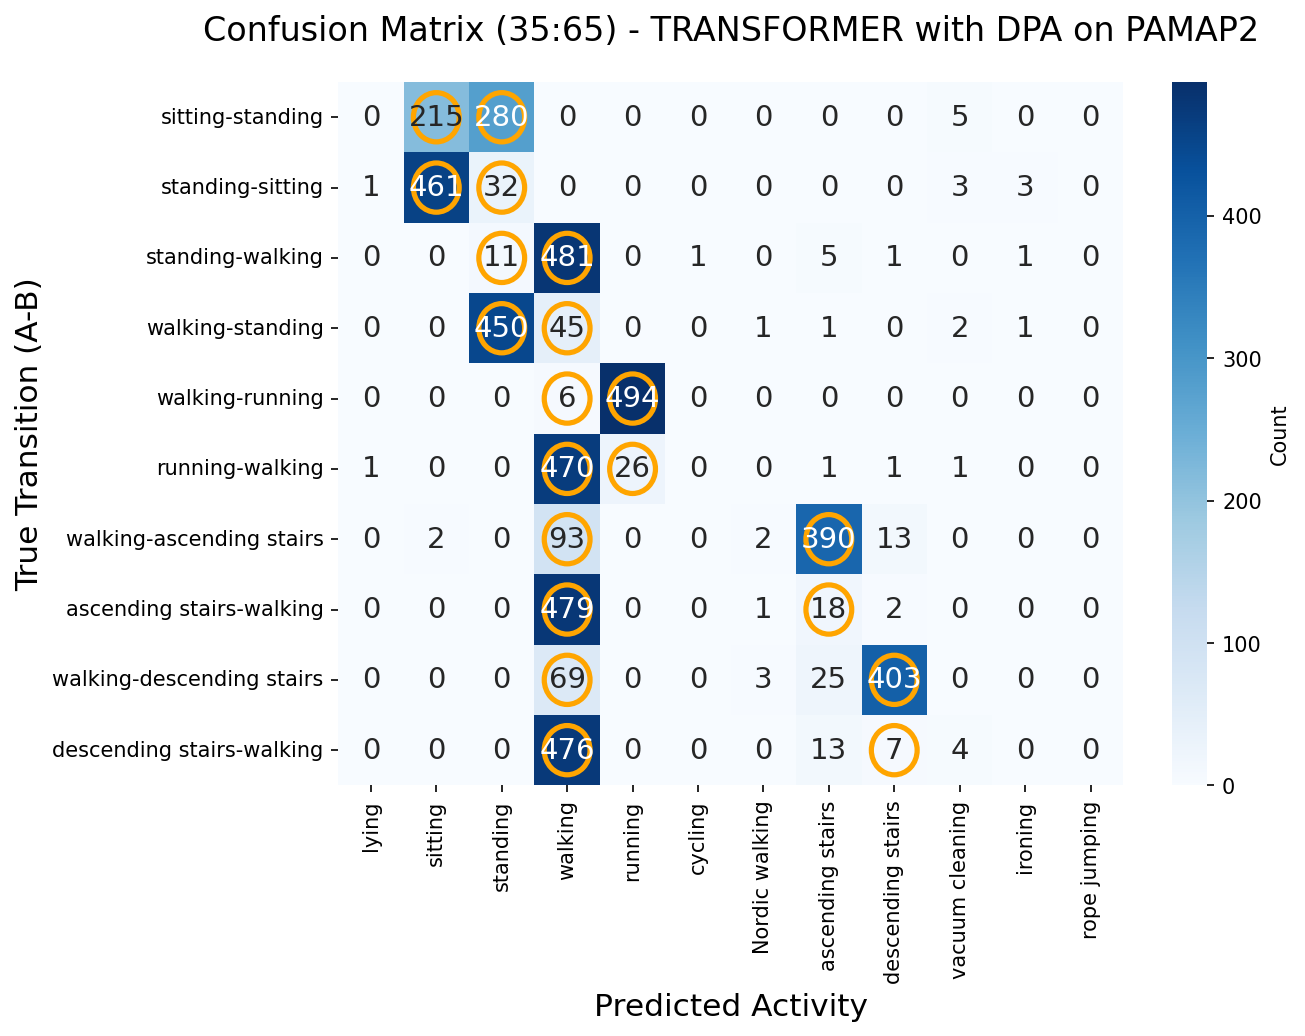 Confusion Matrix (35:65) - TRANSFORMER with DPA on PAMAP2
True Transition (A-B)
sitting-standing 0 215 280 0 0 0 0 0 0 5 0 0
standing-sitting 1 461 32 0 0 0 0 0 0 3 3 0
standing-walking 0 0 11 481 0 1 0 5 1 0 1 0
walking-standing 0 0 450 45 0 0 1 1 0 2 1 0
walking-running 0 0 0 6 494 0 0 0 0 0 0 0
running-walking 1 0 0 470 26 0 0 1 1 1 0 0
walking-ascending stairs 0 2 0 93 0 0 2 390 13 0 0 0
ascending stairs-walking 0 0 0 479 0 0 1 18 2 0 0 0
walking-descending stairs 0 0 0 69 0 0 3 25 403 0 0 0
descending stairs-walking 0 0 0 476 0 0 0 13 7 4 0 0
lying
sitting
standing
walking
running
cycling
Nordic walking
ascending stairs
descending stairs
vacuum cleaning
ironing
rope jumping
Predicted Activity
400
300
200
100
0
Count